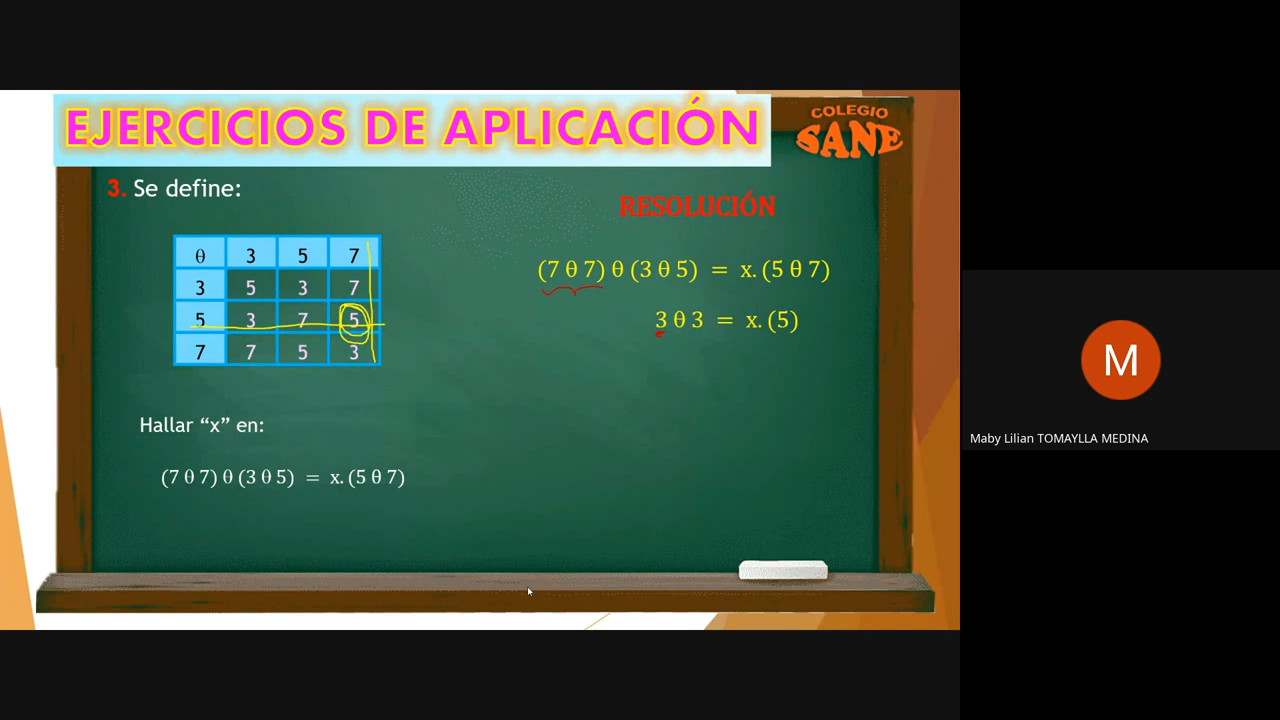 EJERCICIOS DE APLICACIÓN
COLEGIO
SANE
3. Se define:
θ 3 5 7
3 5 3 7
5 3 7 5
7 7 5 3
Hallar “x” en:
(7 θ 7) θ (3 θ 5) = x. (5 θ 7)
RESOLUCIÓN
(7 θ 7) θ (3 θ 5) = x. (5 θ 7)
3 θ 3 = x. (5)
M
Maby Lilian TOMAYLLA MEDINA